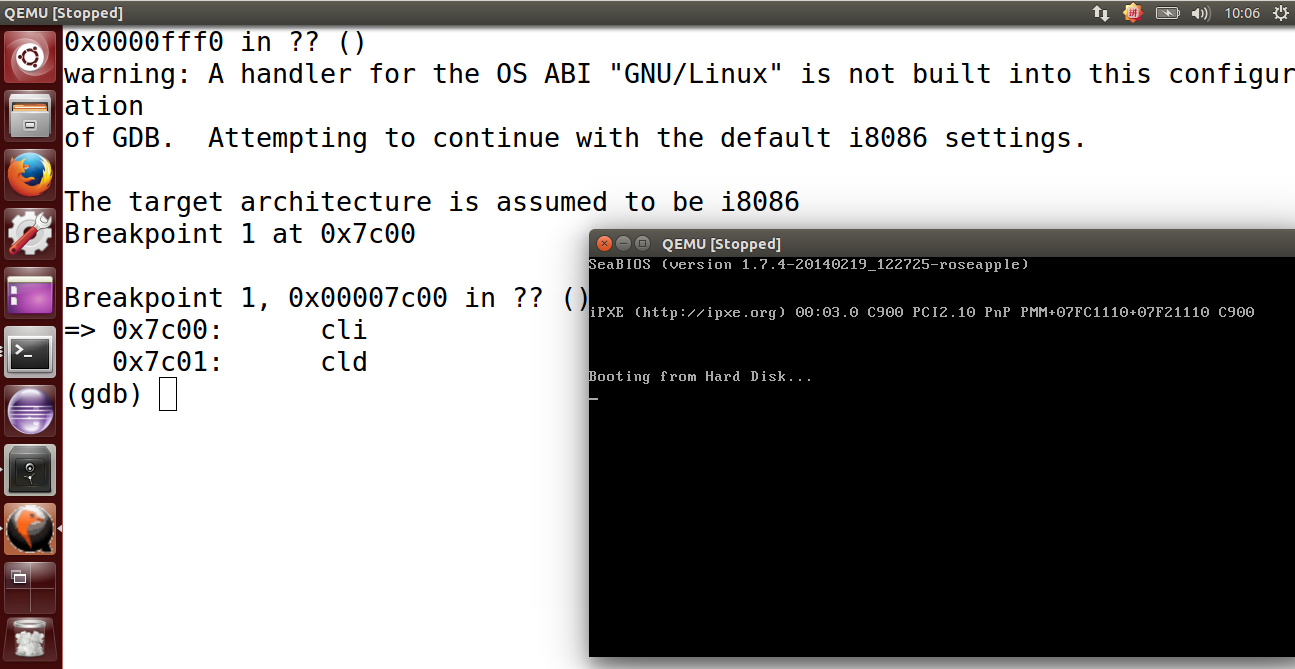 QEMU [Stopped]
拼
10:06
0x0000fff0 in ?? ()
warning: A handler for the OS ABI "GNU/Linux" is not built into this configur
ation
of GDB.  Attempting to continue with the default i8086 settings.
The target architecture is assumed to be i8086
Breakpoint 1 at 0x7c00
Breakpoint 1, 0x00007c00 in ?? ()
=> 0x7c00:      cli
   0x7c01:      cld
(gdb)
QEMU [Stopped]
SeaBIOS (version 1.7.4-20140219_122725-roseapple)
iPXE (http://ipxe.org) 00:03.0 C900 PCI2.10 PnP PMM+07FC1110+07F21110 C900
Booting from Hard Disk...